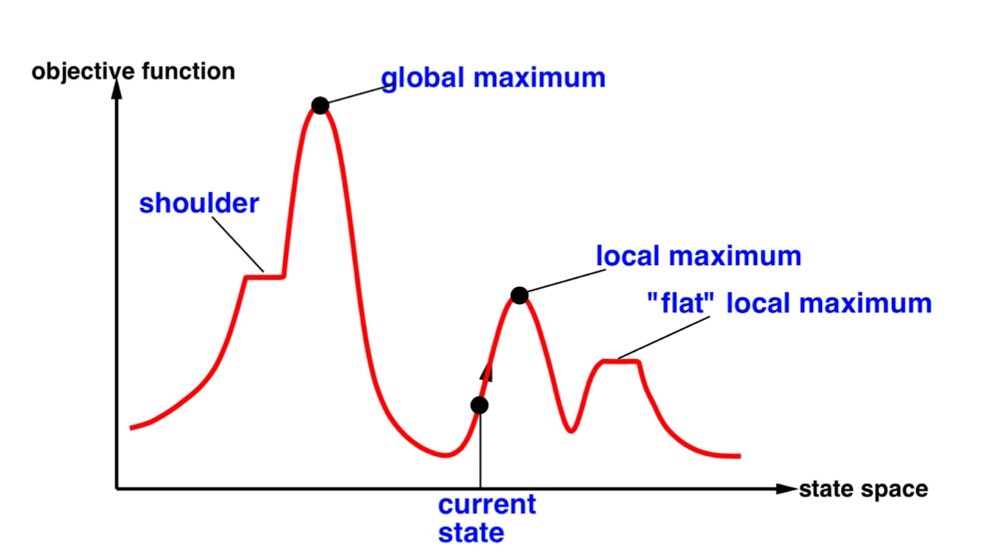 objective function
global maximum
shoulder
local maximum
"flat" local maximum
state space
current
state